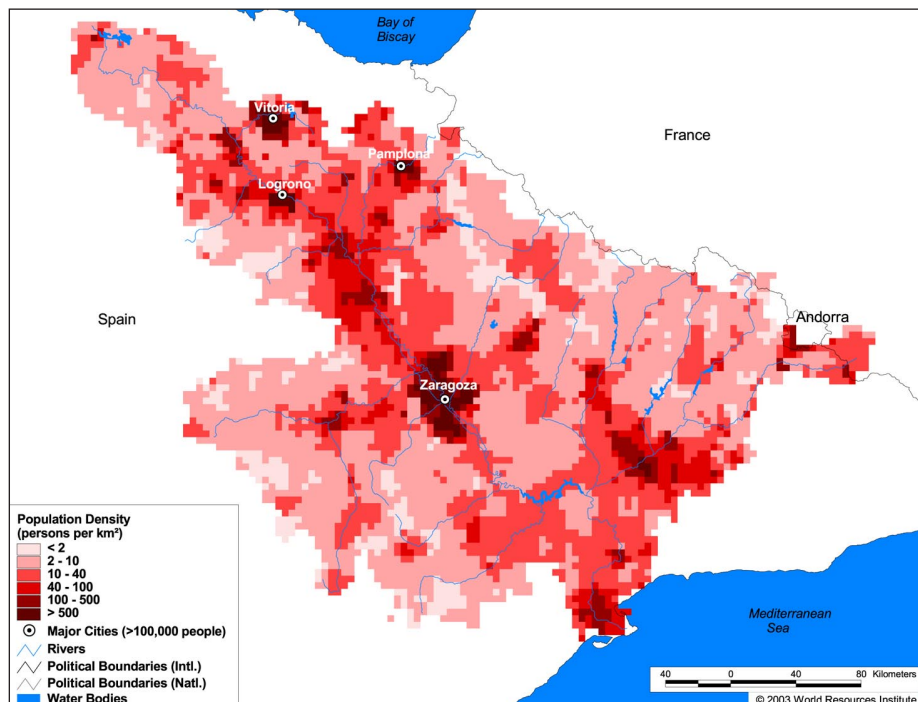 Bay of
Biscay
France
Vitoria
Pamplona
Logrono
Spain
Andorra
Zaragoza
Mediterranean
Sea
Population Density
(persons per km²)
< 2
2 - 10
10 - 40
40 - 100
100 - 500
> 500
Major Cities (>100,000 people)
Rivers
Political Boundaries (Intl.)
Political Boundaries (Natl.)
Water Bodies
40 0 40 80 Kilometers
© 2003 World Resources Institute